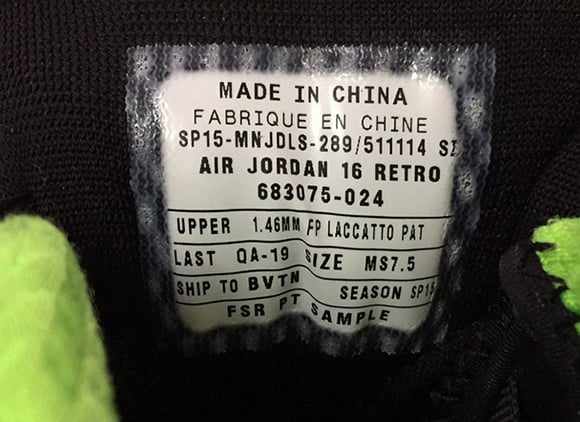 MADE IN CHINA
FABRIQUE EN CHINE
SP15-MNJDLS-289/511114 SZ
AIR JORDAN 16 RETRO
683075-024
UPPER 1.46MM FP LACCATTO PAT
LAST QA-19 SIZE MS7.5
SHIP TO BVTN SEASON SP15
FSR PT SAMPLE